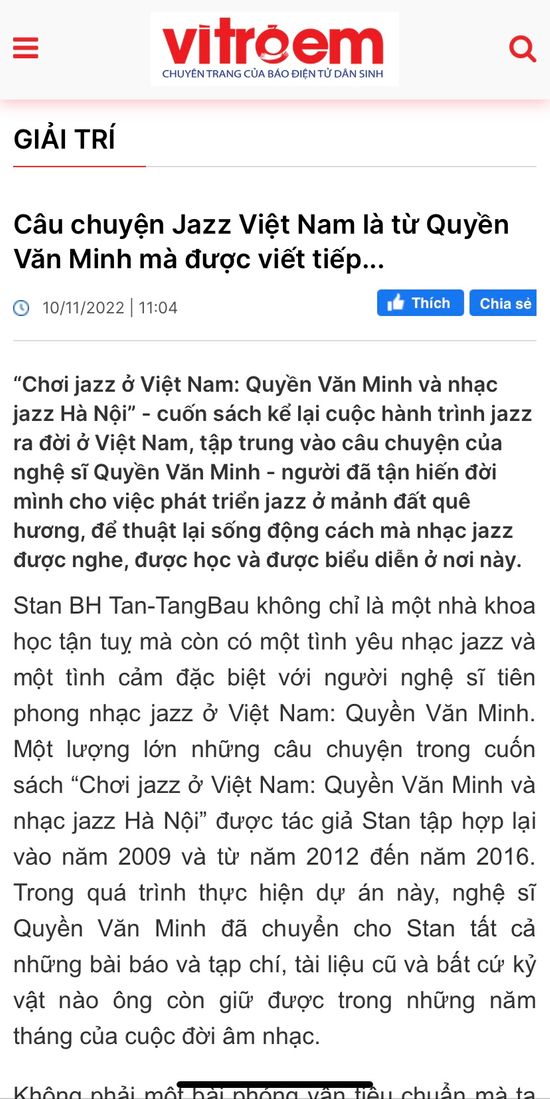 vìtrẻem
CHUYÊN TRANG CỦA BÁO ĐIỆN TỬ DÂN SINH
GIẢI TRÍ
Câu chuyện Jazz Việt Nam là từ Quyền
Văn Minh mà được viết tiếp...
10/11/2022 | 11:04
Thích
Chia sẻ
“Chơi jazz ở Việt Nam: Quyền Văn Minh và nhạc
jazz Hà Nội” - cuốn sách kể lại cuộc hành trình jazz
ra đời ở Việt Nam, tập trung vào câu chuyện của
nghệ sĩ Quyền Văn Minh - người đã tận hiến đời
mình cho việc phát triển jazz ở mảnh đất quê
hương, để thuật lại sống động cách mà nhạc jazz
được nghe, được học và được biểu diễn ở nơi này.
Stan BH Tan-TangBau không chỉ là một nhà khoa
học tận tuỵ mà còn có một tình yêu nhạc jazz và
một tình cảm đặc biệt với người nghệ sĩ tiên
phong nhạc jazz ở Việt Nam: Quyền Văn Minh.
Một lượng lớn những câu chuyện trong cuốn
sách “Chơi jazz ở Việt Nam: Quyền Văn Minh và
nhạc jazz Hà Nội” được tác giả Stan tập hợp lại
vào năm 2009 và từ năm 2012 đến năm 2016.
Trong quá trình thực hiện dự án này, nghệ sĩ
Quyền Văn Minh đã chuyển cho Stan tất cả
những bài báo và tạp chí, tài liệu cũ và bất cứ kỷ
vật nào ông còn giữ được trong những năm
tháng của cuộc đời âm nhạc.
Không phải một bài phỏng vấn tiêu chuẩn mà ta